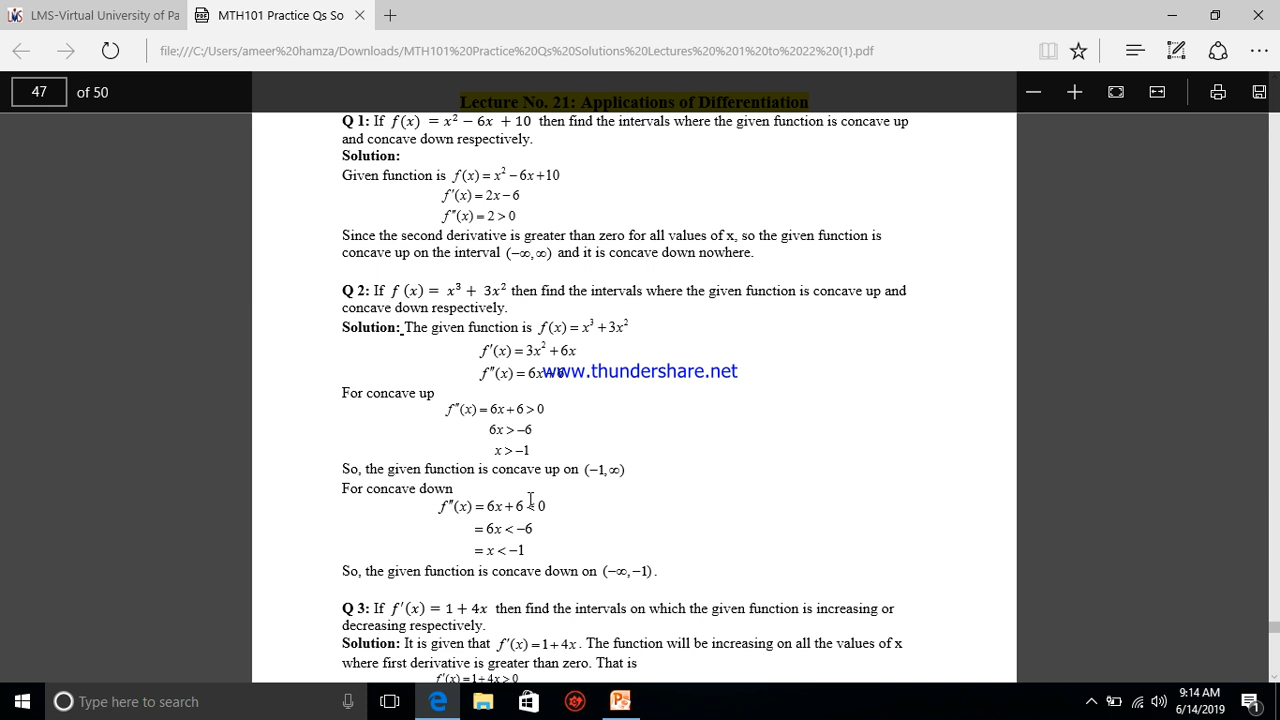 LMS-Virtual University of Pa
MTH101 Practice Qs So
file:///C:/Users/ameer%20hamza/Downloads/MTH101%20Practice%20Qs%20Solutions%20Lectures%20%201%20to%2022%20(1).pdf
47 of 50
Lecture No. 21: Applications of Differentiation
Q 1: If f(x) = x² − 6x + 10 then find the intervals where the given function is concave up
and concave down respectively.
Solution:
Given function is f(x) = x² − 6x+10
f′(x) = 2x − 6
f″(x) = 2 > 0
Since the second derivative is greater than zero for all values of x, so the given function is
concave up on the interval (−∞, ∞) and it is concave down nowhere.
Q 2: If f (x) = x³ + 3x² then find the intervals where the given function is concave up and
concave down respectively.
Solution: The given function is f(x) = x³ + 3x²
f′(x) = 3x² + 6x
f″(x) = 6x + 6
www.thundershare.net
For concave up
f″(x) = 6x + 6 > 0
6x > −6
x > −1
So, the given function is concave up on (−1, ∞)
For concave down
f″(x) = 6x + 6 < 0
= 6x < −6
= x < −1
So, the given function is concave down on (−∞, −1).
Q 3: If f′(x) = 1 + 4x then find the intervals on which the given function is increasing or
decreasing respectively.
Solution: It is given that f′(x) = 1 + 4x. The function will be increasing on all the values of x
where first derivative is greater than zero. That is
f′(x) = 1 + 4x > 0
Type here to search
9:14 AM
6/14/2019
1